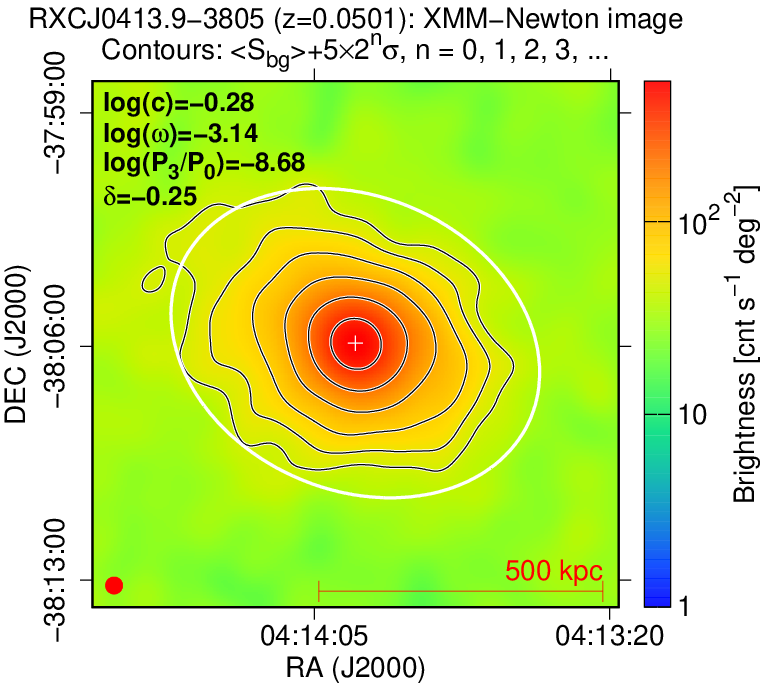 RXCJ0413.9−3805 (z=0.0501): XMM−Newton image
Contours: <S_bg>+5×2^nσ, n = 0, 1, 2, 3, ...
log(c)=−0.28
log(ω)=−3.14
log(P_3/P_0)=−8.68
δ=−0.25
−37:59:00
−38:06:00
−38:13:00
DEC (J2000)
500 kpc
04:14:05
04:13:20
RA (J2000)
10^2
10
1
Brightness [cnt s^−1 deg^−2]